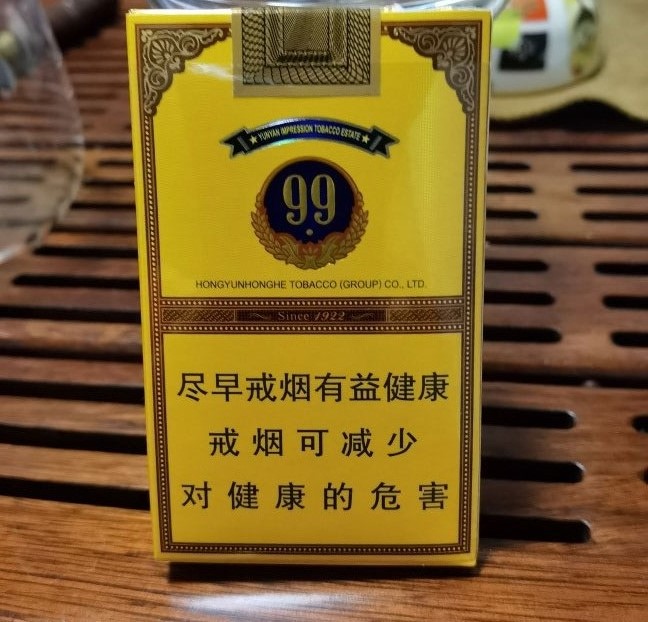 YUNYAN IMPRESSION TOBACCO ESTATE
99
HONGYUNHONGHE TOBACCO (GROUP) CO., LTD.
Since 1922
尽早戒烟有益健康
戒烟可减少
对健康的危害